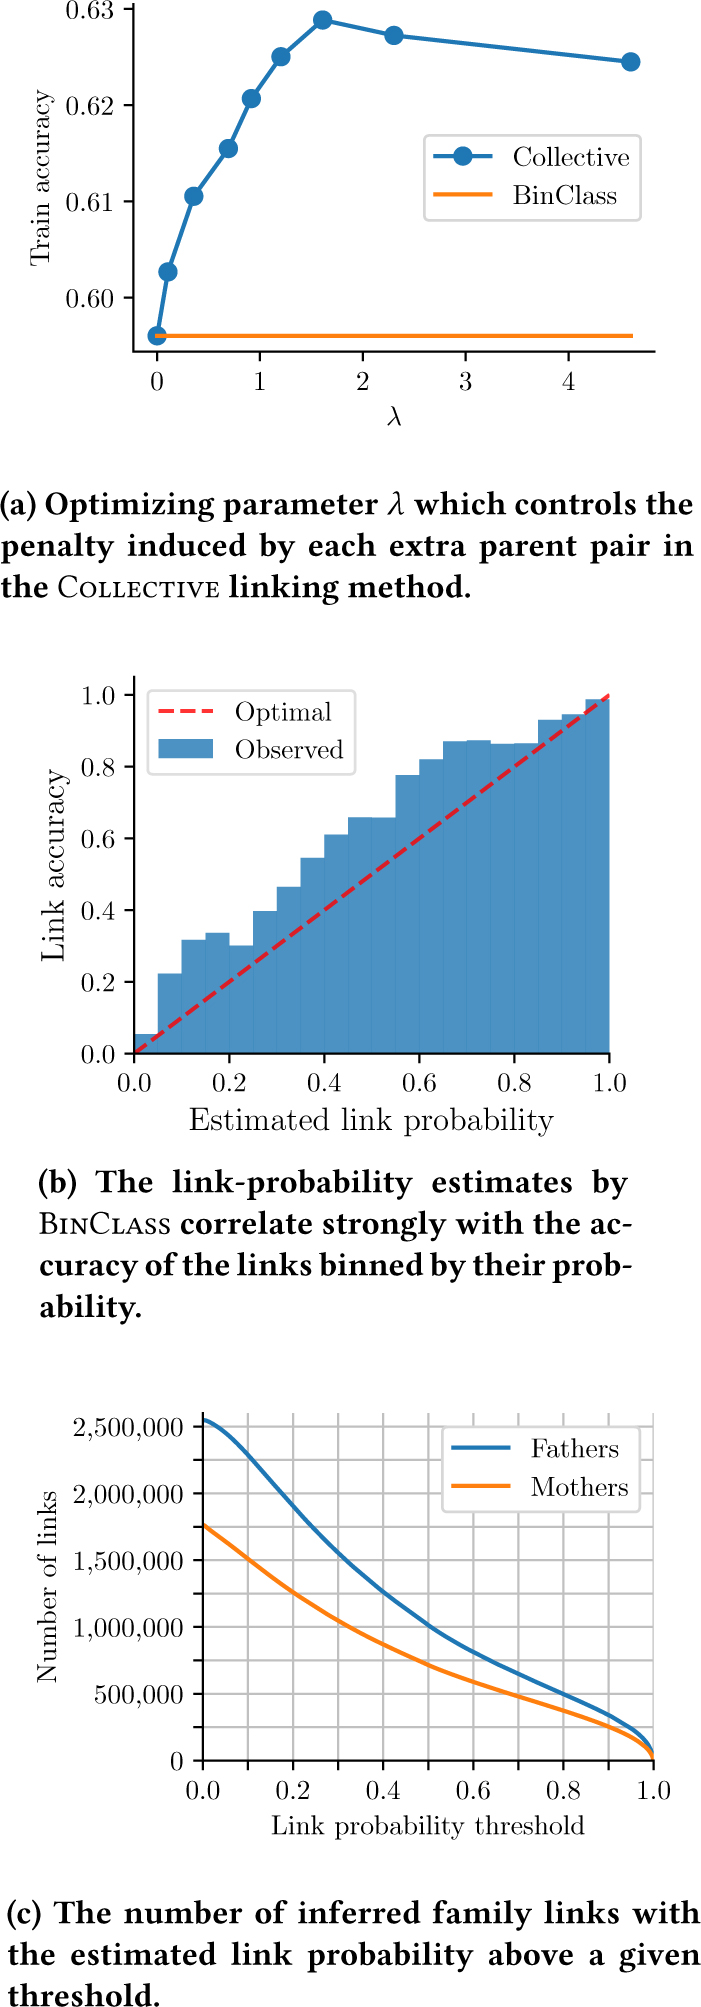 0.63
0.62
0.61
0.60
Train accuracy
Collective
BinClass
0 1 2 3 4
λ
(a) Optimizing parameter λ which controls the
penalty induced by each extra parent pair in
the Collective linking method.
1.0
0.8
0.6
0.4
0.2
0.0
Link accuracy
Optimal
Observed
0.0 0.2 0.4 0.6 0.8 1.0
Estimated link probability
(b) The link-probability estimates by
BinClass correlate strongly with the ac-
curacy of the links binned by their prob-
ability.
2,500,000
2,000,000
1,500,000
1,000,000
500,000
0
Number of links
Fathers
Mothers
0.0 0.2 0.4 0.6 0.8 1.0
Link probability threshold
(c) The number of inferred family links with
the estimated link probability above a given
threshold.